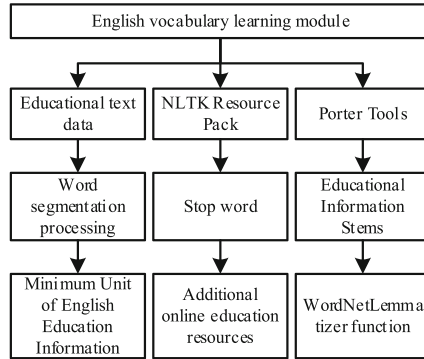 English vocabulary learning module
Educational text
data
NLTK Resource
Pack
Porter Tools
Word
segmentation
processing
Stop word
Educational
Information
Stems
Minimum Unit
of English
Education
Information
Additional
online education
resources
WordNetLemma
tizer function